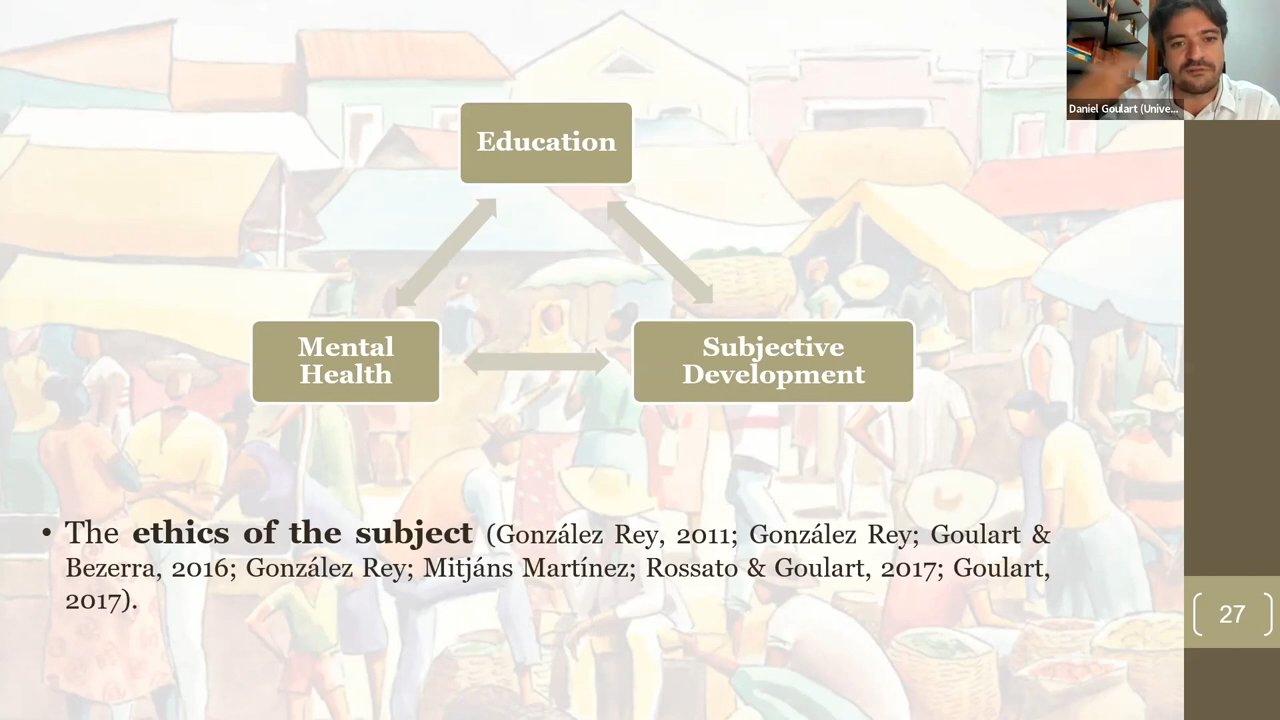 Daniel Goulart (Unive...
Education
Mental
Health
Subjective
Development
• The ethics of the subject (González Rey, 2011; González Rey; Goulart &
Bezerra, 2016; González Rey; Mitjáns Martínez; Rossato & Goulart, 2017; Goulart,
2017).
27